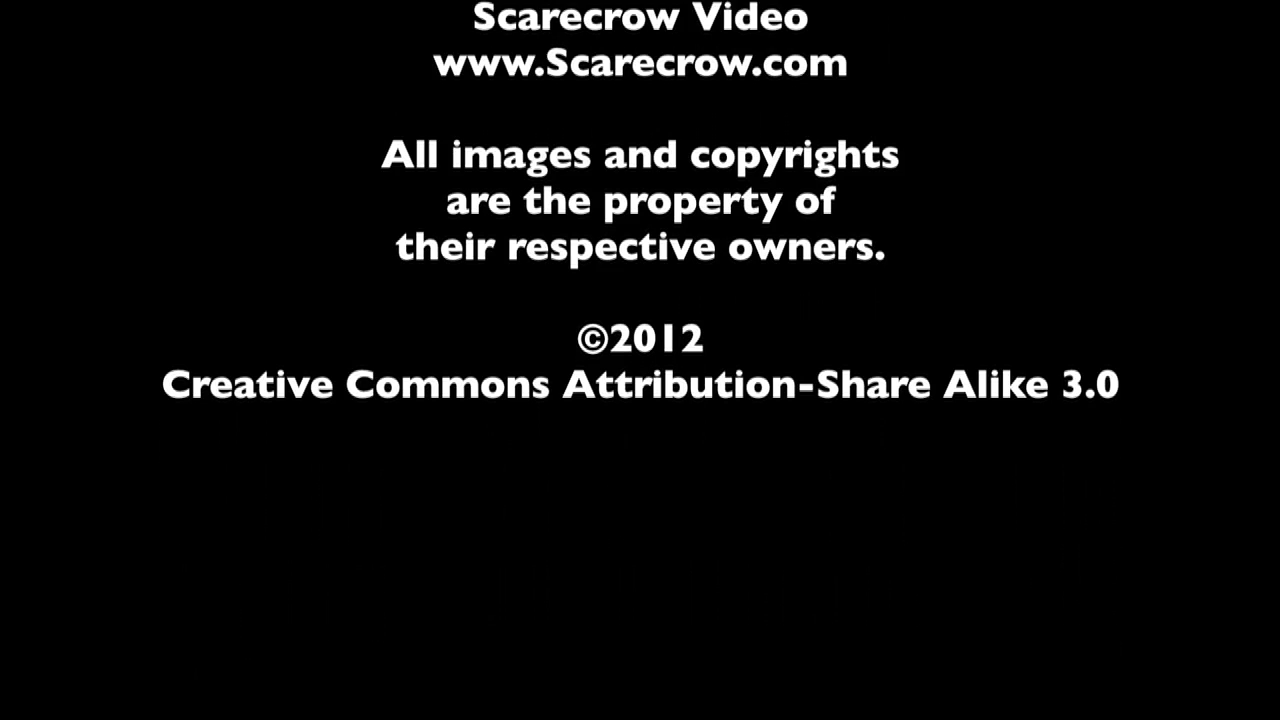 Scarecrow Video
www.Scarecrow.com
All images and copyrights
are the property of
their respective owners.
©2012
Creative Commons Attribution-Share Alike 3.0